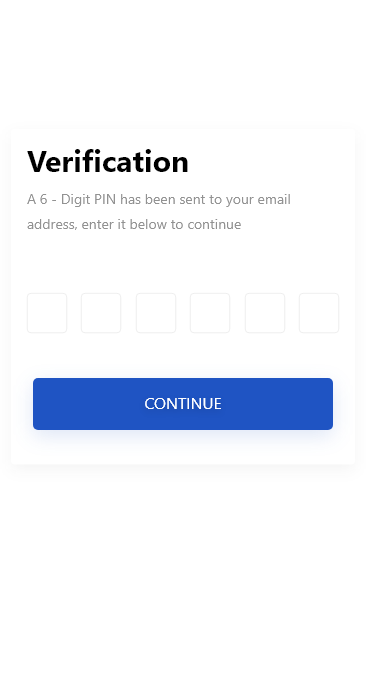 Verification
A 6 - Digit PIN has been sent to your email
address, enter it below to continue
CONTINUE